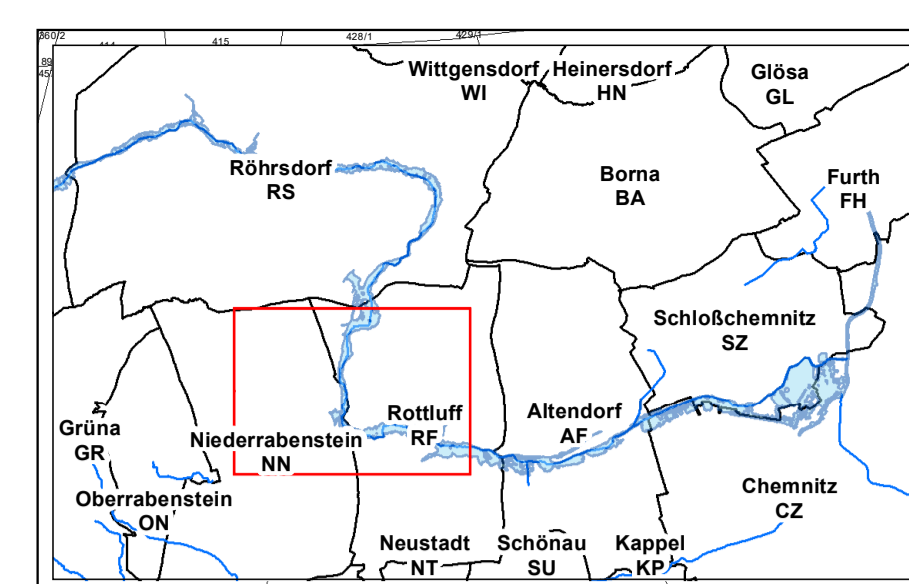 360/2
415
428/1
429/1
89
45/
Wittgensdorf
WI
Heinersdorf
HN
Glösa
GL
Röhrsdorf
RS
Borna
BA
Furth
FH
Schloßchemnitz
SZ
Grüna
GR
Niederrabenstein
NN
Rottluff
RF
Altendorf
AF
Oberrabenstein
ON
Chemnitz
CZ
Neustadt
NT
Schönau
SU
Kappel
KP